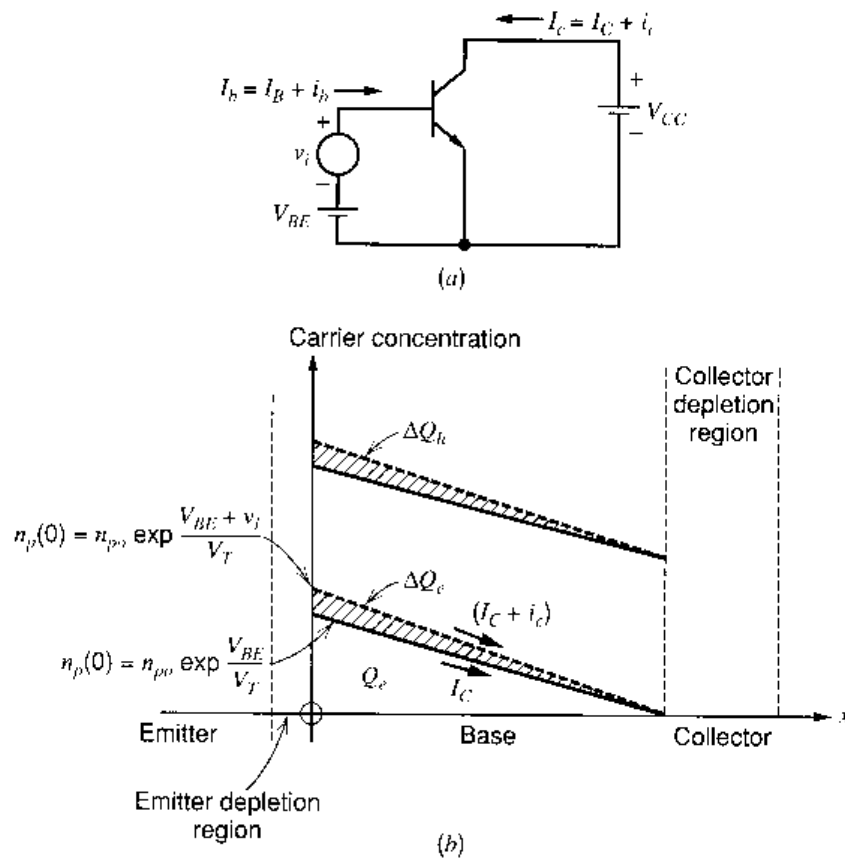 I_c = I_C + i_c
I_b = I_B + i_b
+
v_i
−
V_BE
+
V_CC
−
(a)
Carrier concentration
Collector
depletion
region
ΔQ_h
n_p(0) = n_po exp (V_BE + v_i)/V_T
ΔQ_e
(I_C + i_c)
n_p(0) = n_po exp V_BE/V_T
Q_e
I_C
x
Emitter
Base
Collector
Emitter depletion
region
(b)